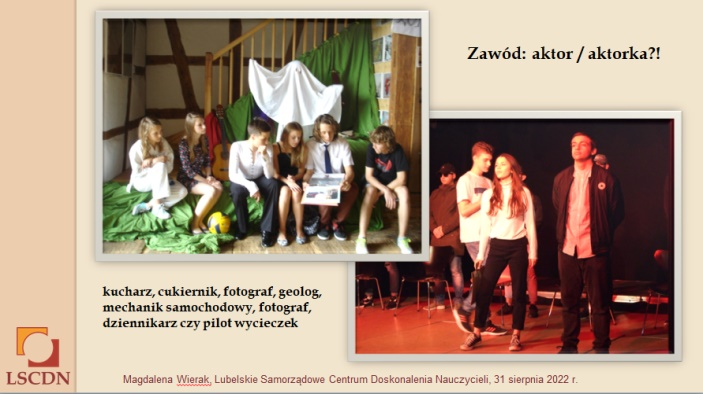 Zawód: aktor / aktorka?!
kucharz, cukiernik, fotograf, geolog,
mechanik samochodowy, fotograf,
dziennikarz czy pilot wycieczek
LSCDN
Magdalena Wierak, Lubelskie Samorządowe Centrum Doskonalenia Nauczycieli, 31 sierpnia 2022 r.